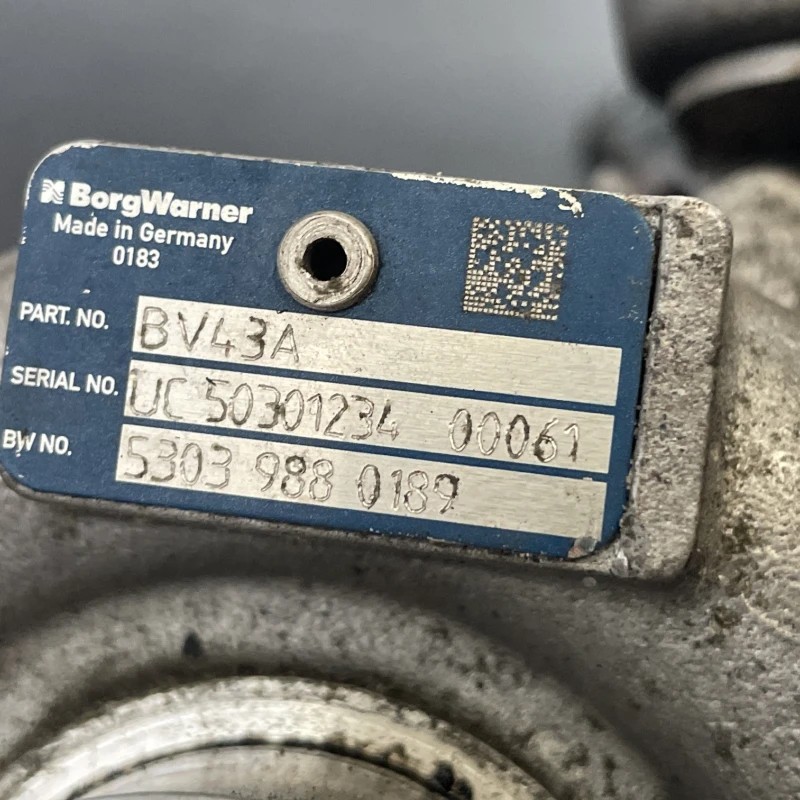 BorgWarner
Made in Germany
0183
PART. NO. BV43A
SERIAL NO. UC 50301234 00061
BW NO. 5303 988 0189